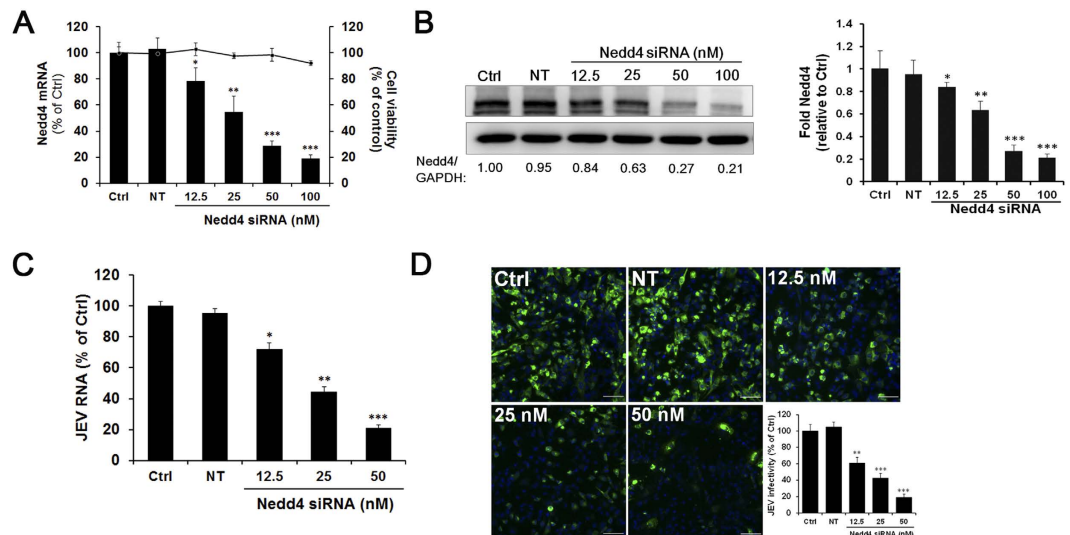 A
Nedd4 mRNA
(% of Ctrl)
120
100
80
60
40
20
0
*
**
***
***
120
100
80
60
40
20
0
Cell viability
(% of control)
Ctrl NT 12.5 25 50 100
Nedd4 siRNA (nM)
B
Nedd4 siRNA (nM)
Ctrl NT 12.5 25 50 100
Nedd4/
GAPDH: 1.00 0.95 0.84 0.63 0.27 0.21
Fold Nedd4
(relative to Ctrl)
1.4
1.2
1
0.8
0.6
0.4
0.2
0
*
**
***
***
Ctrl NT 12.5 25 50 100
Nedd4 siRNA
C
JEV RNA (% of Ctrl)
120
100
80
60
40
20
0
*
**
***
Ctrl NT 12.5 25 50
Nedd4 siRNA (nM)
D
Ctrl
NT
12.5 nM
25 nM
50 nM
JEV infectivity (% of Ctrl)
120
100
80
60
40
20
0
**
***
***
Ctrl NT 12.5 25 50
Nedd4 siRNA (nM)